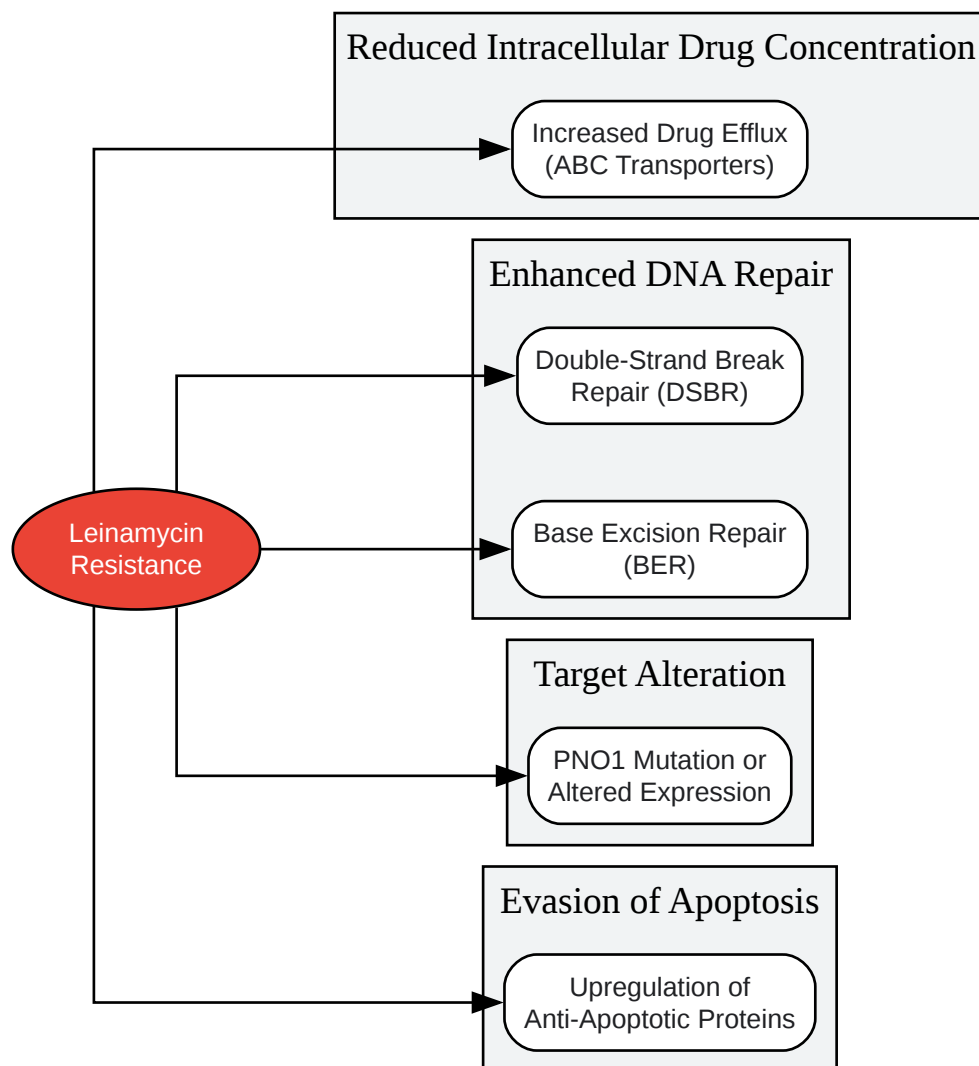 Reduced Intracellular Drug Concentration
Increased Drug Efflux
(ABC Transporters)
Enhanced DNA Repair
Double-Strand Break
Repair (DSBR)
Leinamycin
Resistance
Base Excision Repair
(BER)
Target Alteration
PNO1 Mutation or
Altered Expression
Evasion of Apoptosis
Upregulation of
Anti-Apoptotic Proteins